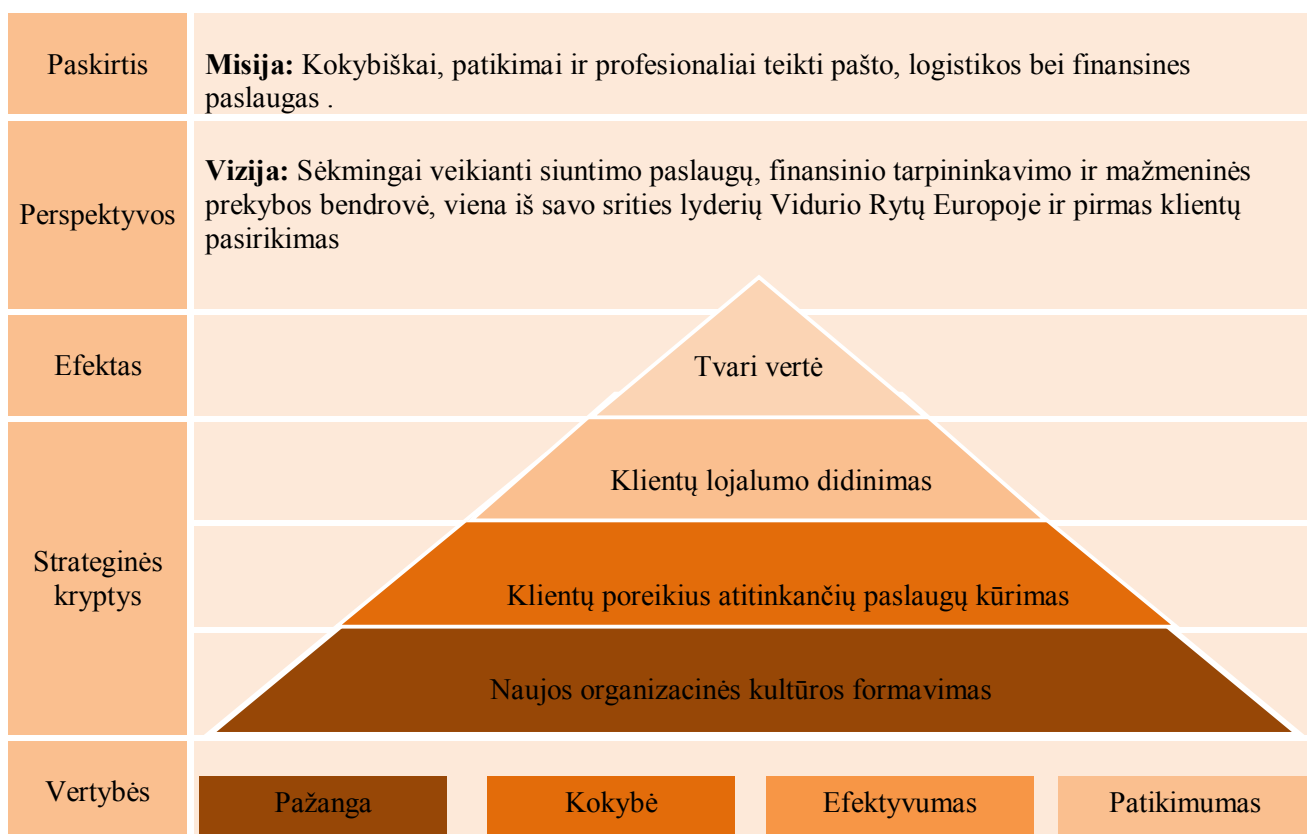 Paskirtis
Misija: Kokybiškai, patikimai ir profesionaliai teikti pašto, logistikos bei finansines
paslaugas .
Perspektyvos
Vizija: Sėkmingai veikianti siuntimo paslaugų, finansinio tarpininkavimo ir mažmeninės
prekybos bendrovė, viena iš savo srities lyderių Vidurio Rytų Europoje ir pirmas klientų
pasirikimas
Efektas
Tvari vertė
Strateginės
kryptys
Klientų lojalumo didinimas
Klientų poreikius atitinkančių paslaugų kūrimas
Naujos organizacinės kultūros formavimas
Vertybės
Pažanga
Kokybė
Efektyvumas
Patikimumas